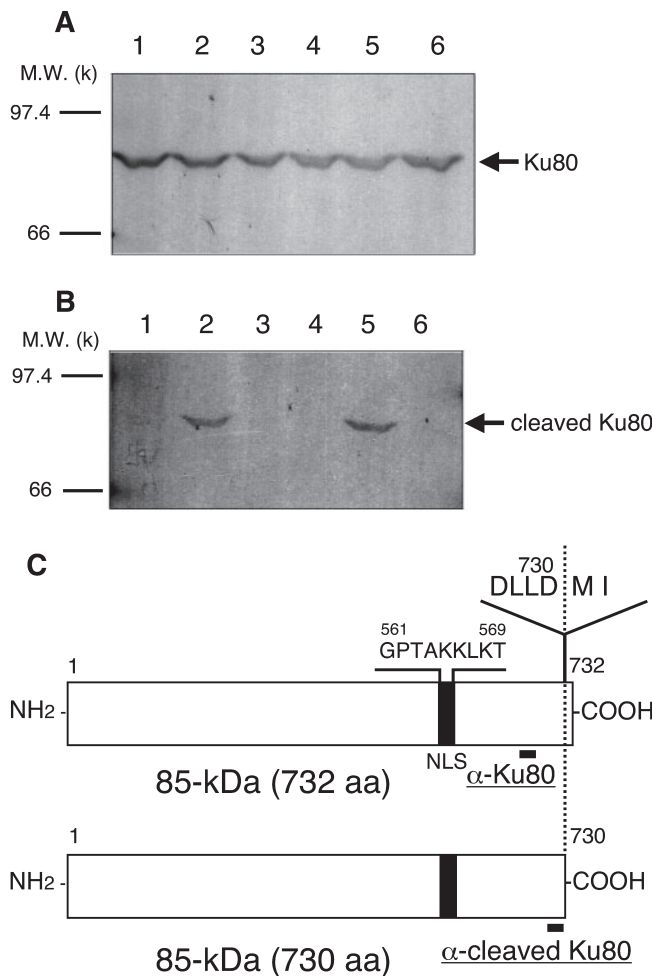 A
1 2 3 4 5 6
M.W. (k)
97.4
Ku80
66
B
1 2 3 4 5 6
M.W. (k)
97.4
cleaved Ku80
66
C
730
DLLD M I
561 569
GPTAKKLKT
1
732
NH2 -
-COOH
NLS
α-Ku80
85-kDa (732 aa)
1
730
NH2 -
-COOH
α-cleaved Ku80
85-kDa (730 aa)